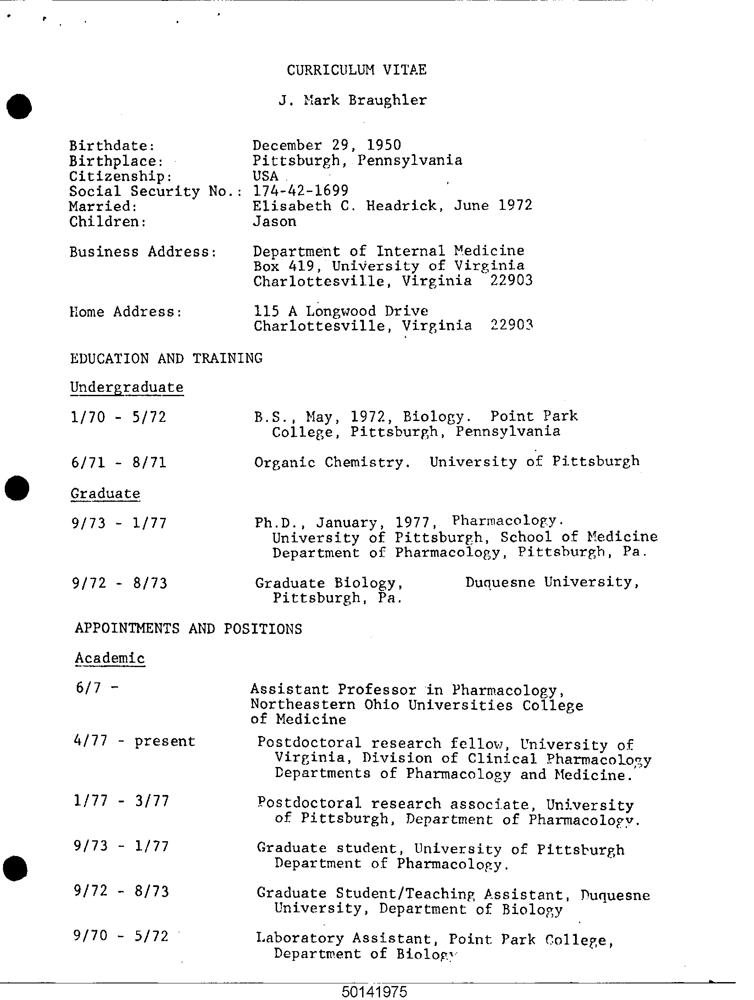 CURRICULUM VITAE
J. Mark Braughler
Birthdate: December 29, 1950
Birthplace: Pittsburgh, Pennsylvania
Citizenship: USA
Social Security No.: 174-42-1699
Married: Elisabeth C. Headrick, June 1972
Children: Jason
Business Address: Department of Internal Medicine
Box 419, University of Virginia
Charlottesville, Virginia 22903
Home Address: 115 A Longwood Drive
Charlottesville, Virginia 22903
EDUCATION AND TRAINING
Undergraduate
1/70 - 5/72 B.S., May, 1972, Biology. Point Park
College, Pittsburgh, Pennsylvania
6/71 - 8/71 Organic Chemistry. University of Pittsburgh
Graduate
9/73 - 1/77 Ph.D., January, 1977, Pharmacology.
University of Pittsburgh, School of Medicine
Department of Pharmacology, Pittsburgh, Pa.
9/72 - 8/73 Graduate Biology, Duquesne University,
Pittsburgh, Pa.
APPOINTMENTS AND POSITIONS
Academic
6/7 - Assistant Professor in Pharmacology,
Northeastern Ohio Universities College
of Medicine
4/77 - present Postdoctoral research fellow, University of
Virginia, Division of Clinical Pharmacology
Departments of Pharmacology and Medicine.
1/77 - 3/77 Postdoctoral research associate, University
of Pittsburgh, Department of Pharmacology.
9/73 - 1/77 Graduate student, University of Pittsburgh
Department of Pharmacology.
9/72 - 8/73 Graduate Student/Teaching Assistant, Duquesne
University, Department of Biology
9/70 - 5/72 Laboratory Assistant, Point Park College,
Department of Biology
50141975